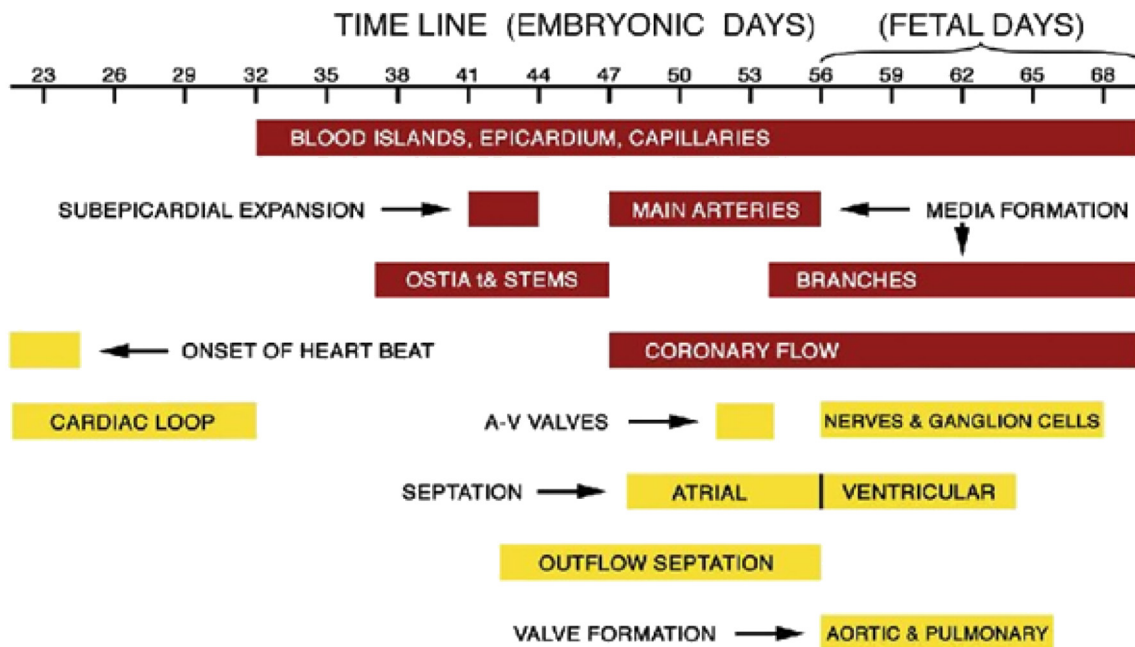 TIME LINE (EMBRYONIC DAYS) (FETAL DAYS)
23 26 29 32 35 38 41 44 47 50 53 56 59 62 65 68
BLOOD ISLANDS, EPICARDIUM, CAPILLARIES
SUBEPICARDIAL EXPANSION MAIN ARTERIES MEDIA FORMATION
OSTIA t& STEMS BRANCHES
ONSET OF HEART BEAT CORONARY FLOW
CARDIAC LOOP A-V VALVES NERVES & GANGLION CELLS
SEPTATION ATRIAL VENTRICULAR
OUTFLOW SEPTATION
VALVE FORMATION AORTIC & PULMONARY